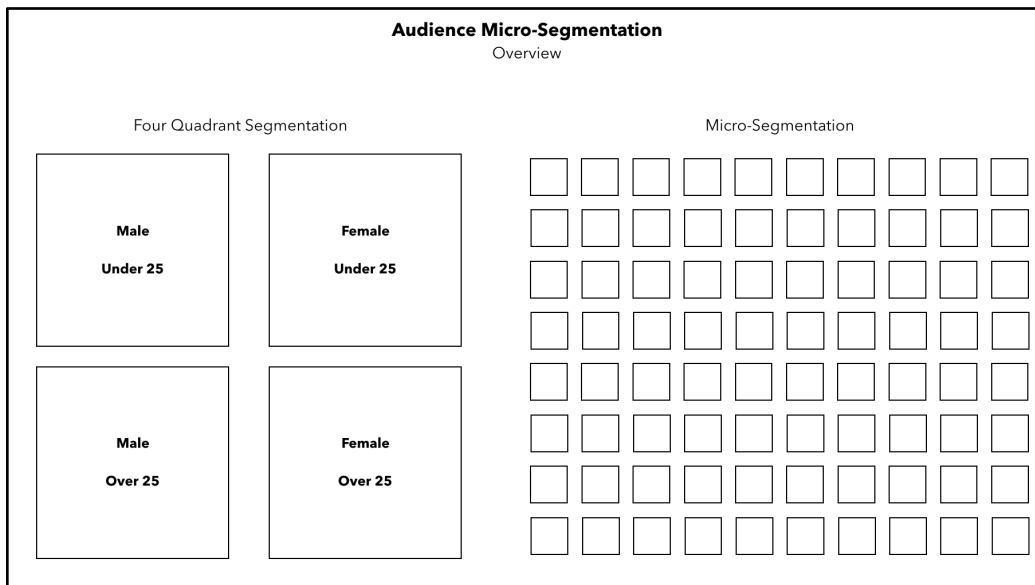 Audience Micro-Segmentation
Overview
Four Quadrant Segmentation
Micro-Segmentation
Male
Under 25
Female
Under 25
Male
Over 25
Female
Over 25